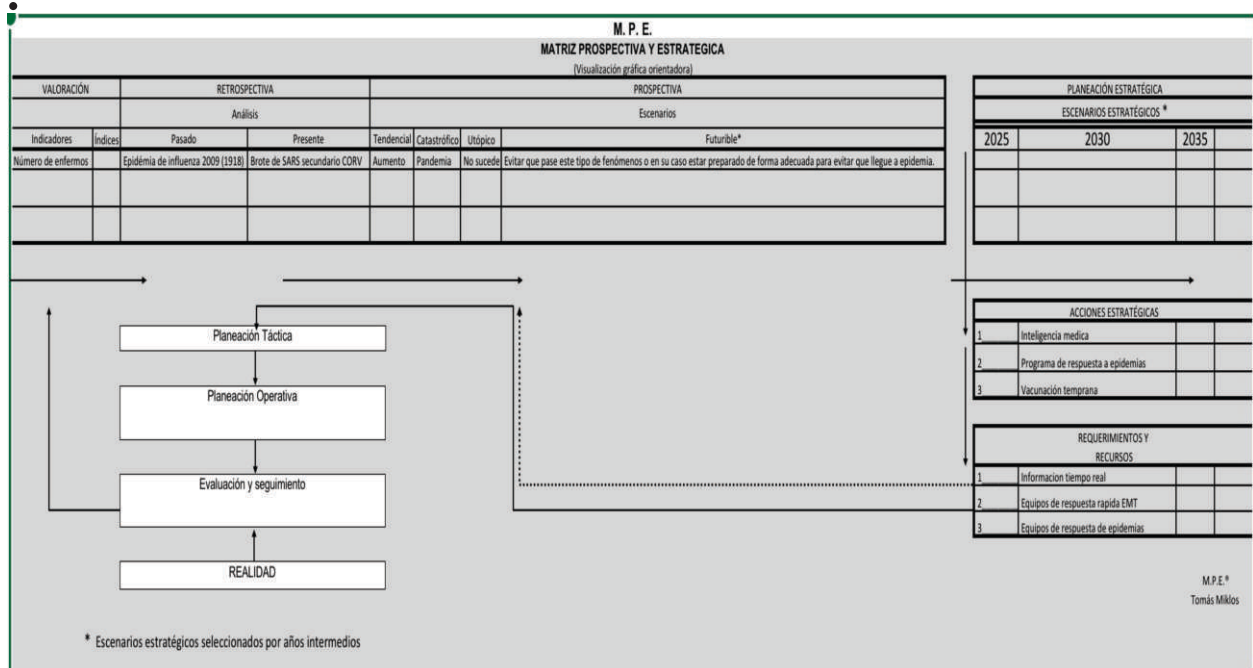 M. P. E.
MATRIZ PROSPECTIVA Y ESTRATEGICA
(Visualización gráfica orientadora)
VALORACIÓN RETROSPECTIVA PROSPECTIVA
Análisis Escenarios
Indicadores Índices Pasado Presente Tendencial Catastrófico Utópico Futurible*
Número de enfermos Epidémia de influenza 2009 (1918) Brote de SARS secundario CORV Aumento Pandemia No sucede Evitar que pase este tipo de fenómenos o en su caso estar preparado de forma adecuada para evitar que llegue a epidemia.
PLANEACIÓN ESTRATÉGICA
ESCENARIOS ESTRATÉGICOS *
2025 2030 2035
Planeación Táctica
Planeación Operativa
Evaluación y seguimiento
REALIDAD
ACCIONES ESTRATÉGICAS
1 Inteligencia medica
2 Programa de respuesta a epidemias
3 Vacunación temprana
REQUERIMIENTOS Y
RECURSOS
1 Informacion tiempo real
2 Equipos de respuesta rapida EMT
3 Equipos de respuesta de epidemias
M.P.E.*
Tomás Miklos
* Escenarios estratégicos seleccionados por años intermedios